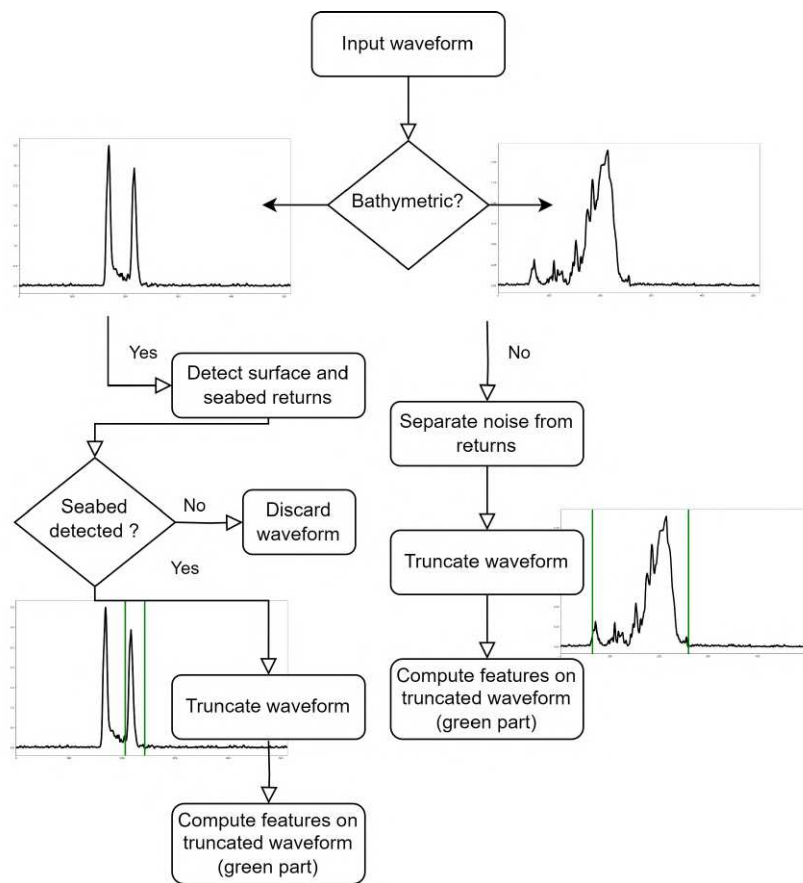 Input waveform
Bathymetric?
Yes
No
Detect surface and
seabed returns
Separate noise from
returns
Seabed
detected ?
No
Discard
waveform
Yes
Truncate waveform
Truncate waveform
Compute features on
truncated waveform
(green part)
Compute features on
truncated waveform
(green part)